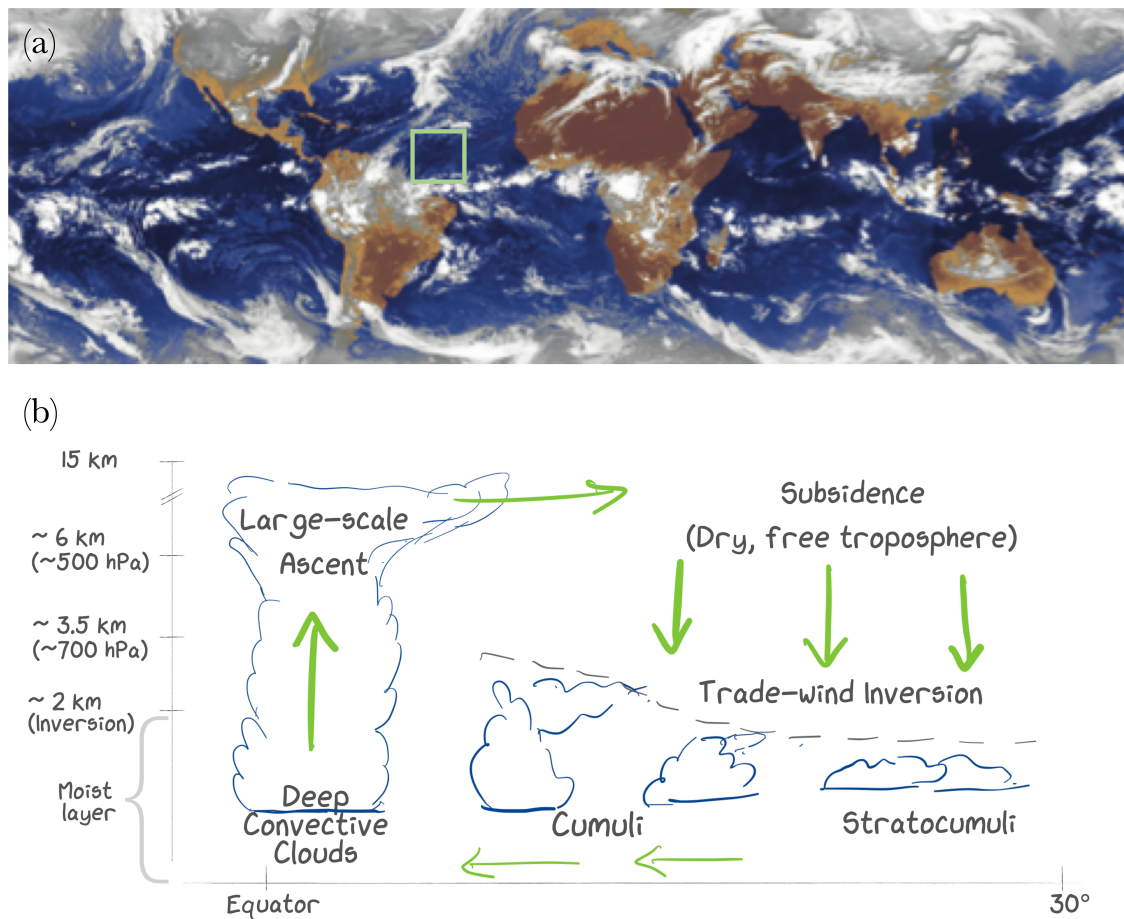 (a)
(b)
15 km
~ 6 km
(~500 hPa)
~ 3.5 km
(~700 hPa)
~ 2 km
(Inversion)
Moist
layer
Large-scale
Ascent
Deep
Convective
Clouds
Subsidence
(Dry, free troposphere)
Trade-wind Inversion
Cumuli
Stratocumuli
Equator
30°